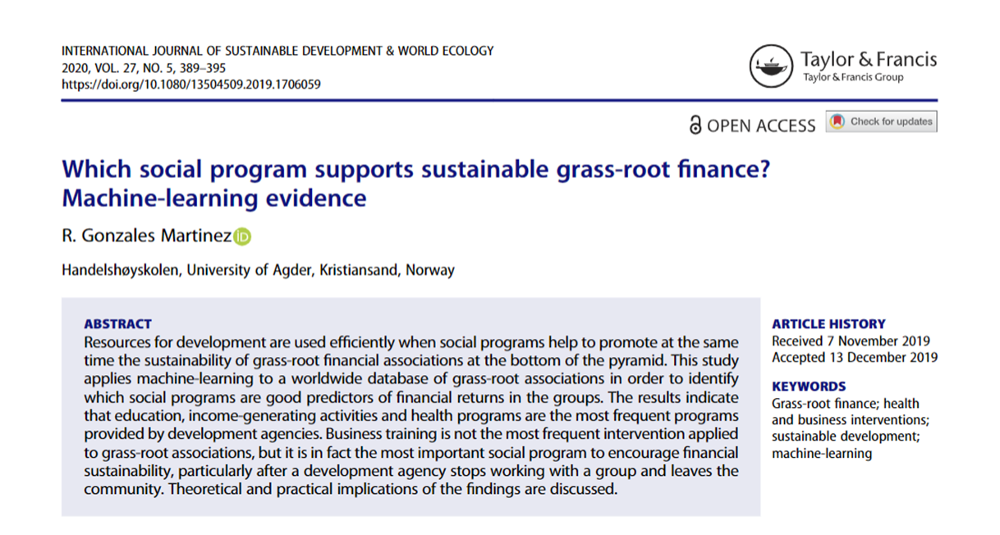 INTERNATIONAL JOURNAL OF SUSTAINABLE DEVELOPMENT & WORLD ECOLOGY
2020, VOL. 27, NO. 5, 389–395
https://doi.org/10.1080/13504509.2019.1706059
Taylor & Francis
Taylor & Francis Group
OPEN ACCESS
Check for updates
Which social program supports sustainable grass-root finance?
Machine-learning evidence
R. Gonzales Martinez iD
Handelshøyskolen, University of Agder, Kristiansand, Norway
ABSTRACT
Resources for development are used efficiently when social programs help to promote at the same
time the sustainability of grass-root financial associations at the bottom of the pyramid. This study
applies machine-learning to a worldwide database of grass-root associations in order to identify
which social programs are good predictors of financial returns in the groups. The results indicate
that education, income-generating activities and health programs are the most frequent programs
provided by development agencies. Business training is not the most frequent intervention applied
to grass-root associations, but it is in fact the most important social program to encourage financial
sustainability, particularly after a development agency stops working with a group and leaves the
community. Theoretical and practical implications of the findings are discussed.
ARTICLE HISTORY
Received 7 November 2019
Accepted 13 December 2019
KEYWORDS
Grass-root finance; health
and business interventions;
sustainable development;
machine-learning